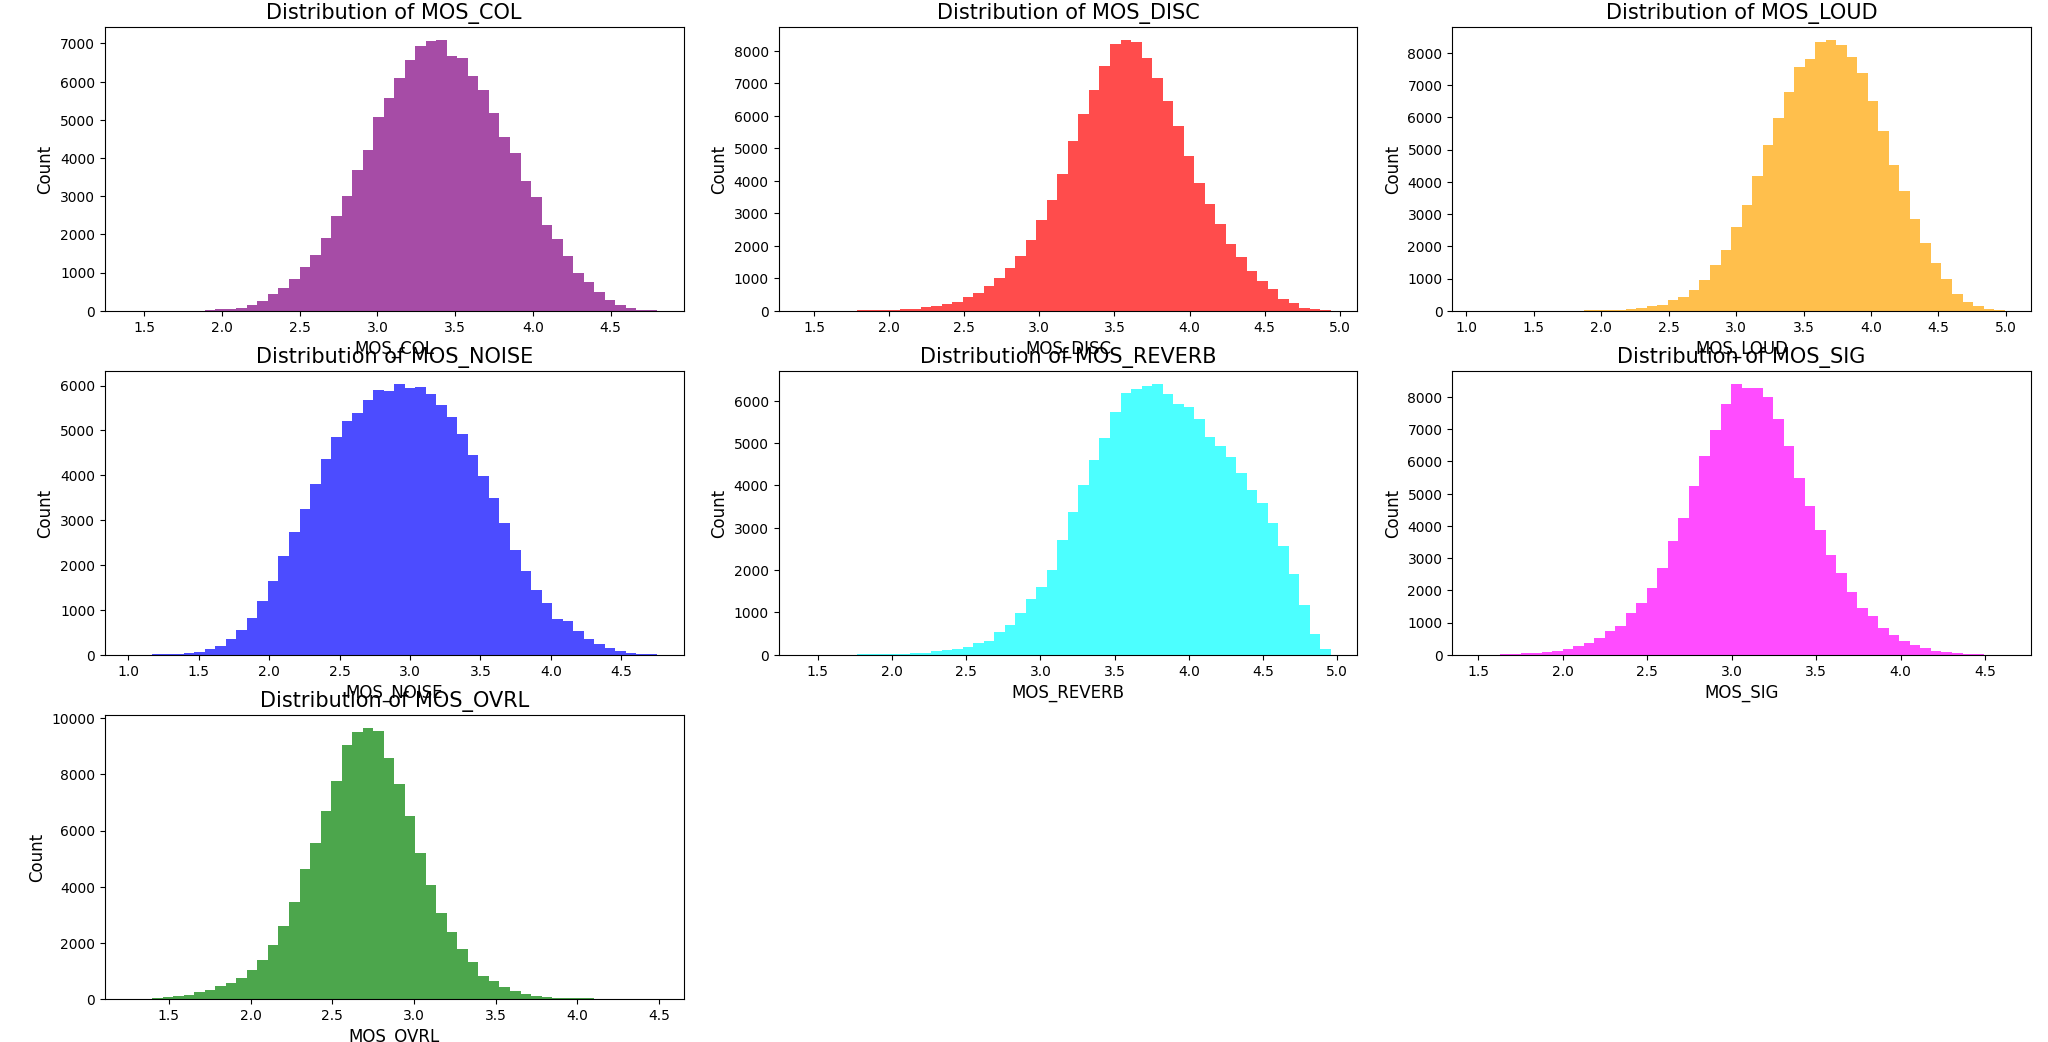 Distribution of MOS_COL
Count
7000
6000
5000
4000
3000
2000
1000
0
1.5 2.0 2.5 3.0 3.5 4.0 4.5
MOS_COL
Distribution of MOS_DISC
Count
8000
7000
6000
5000
4000
3000
2000
1000
0
1.5 2.0 2.5 3.0 3.5 4.0 4.5 5.0
MOS_DISC
Distribution of MOS_LOUD
Count
8000
7000
6000
5000
4000
3000
2000
1000
0
1.0 1.5 2.0 2.5 3.0 3.5 4.0 4.5 5.0
MOS_LOUD
Distribution of MOS_NOISE
Count
6000
5000
4000
3000
2000
1000
0
1.0 1.5 2.0 2.5 3.0 3.5 4.0 4.5
MOS_NOISE
Distribution of MOS_REVERB
Count
6000
5000
4000
3000
2000
1000
0
1.5 2.0 2.5 3.0 3.5 4.0 4.5 5.0
MOS_REVERB
Distribution of MOS_SIG
Count
8000
7000
6000
5000
4000
3000
2000
1000
0
1.5 2.0 2.5 3.0 3.5 4.0 4.5
MOS_SIG
Distribution of MOS_OVRL
Count
10000
8000
6000
4000
2000
0
1.5 2.0 2.5 3.0 3.5 4.0 4.5
MOS_OVRL